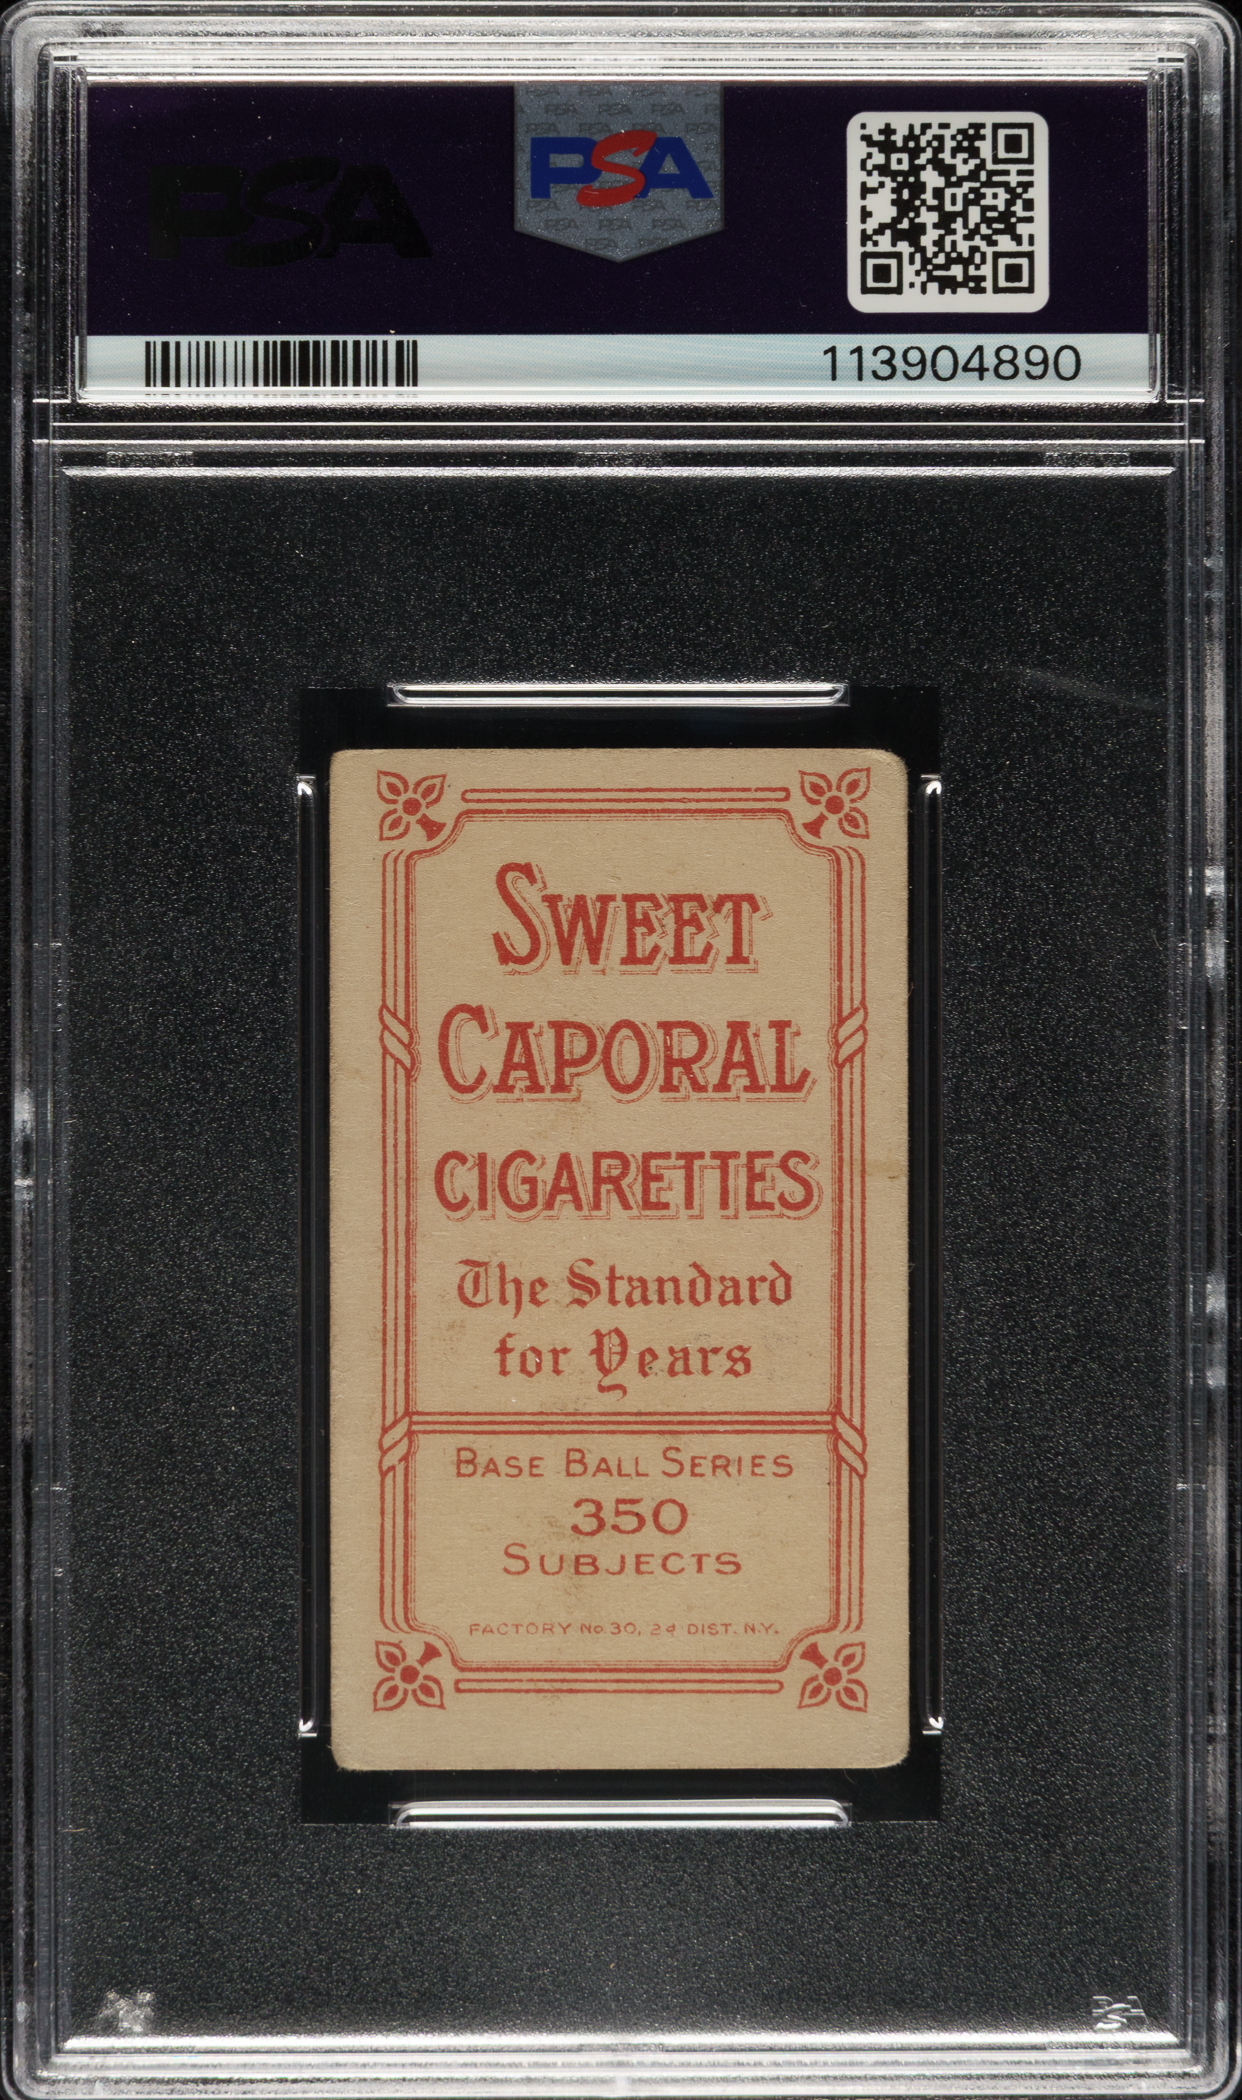 PSA
PSA
113904890
SWEET
CAPORAL
CIGARETTES
The Standard
for Years
BASE BALL SERIES
350
SUBJECTS
FACTORY No. 30, 2d DIST. N.Y.
PSA